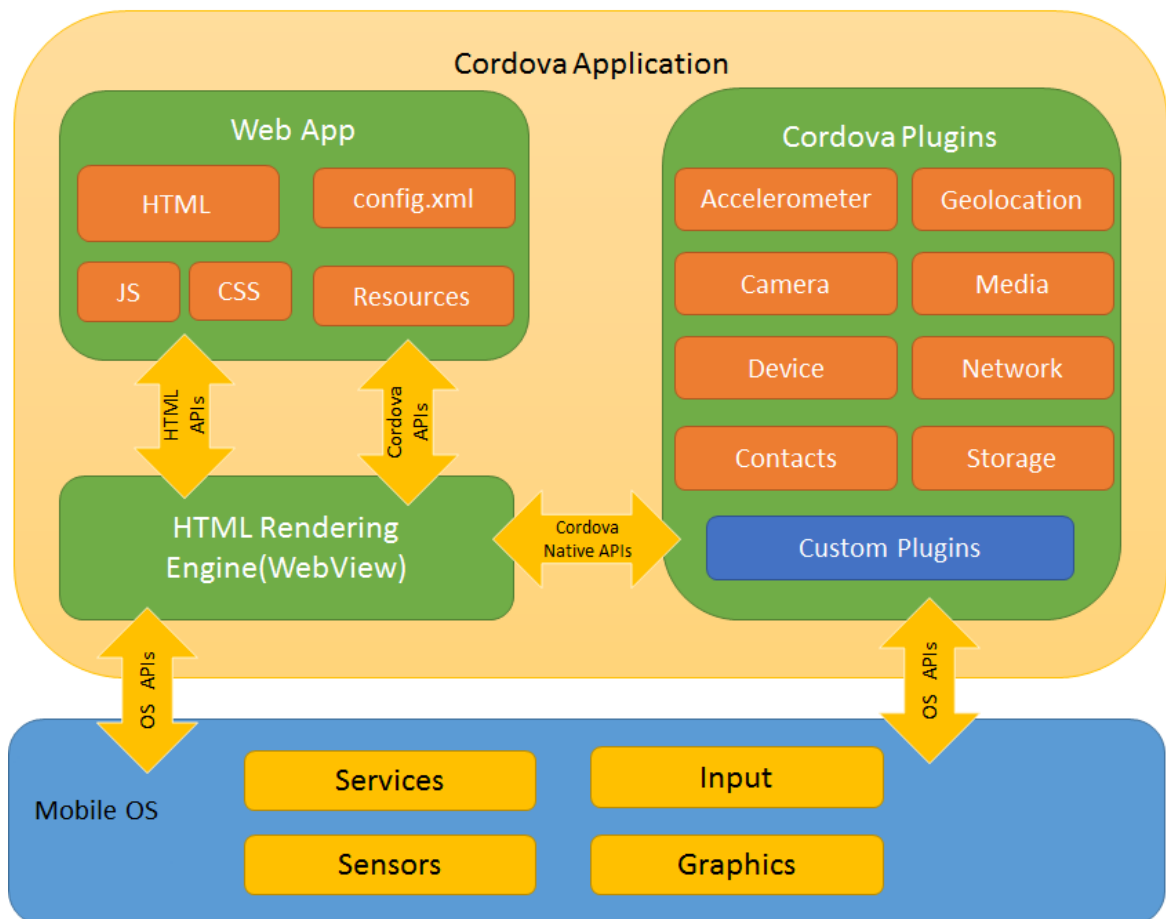 Cordova Application
Web App
HTML
config.xml
JS
CSS
Resources
HTML
APIs
Cordova
APIs
HTML Rendering
Engine(WebView)
Cordova
Native APIs
Cordova Plugins
Accelerometer
Geolocation
Camera
Media
Device
Network
Contacts
Storage
Custom Plugins
OS APIs
OS APIs
Mobile OS
Services
Input
Sensors
Graphics